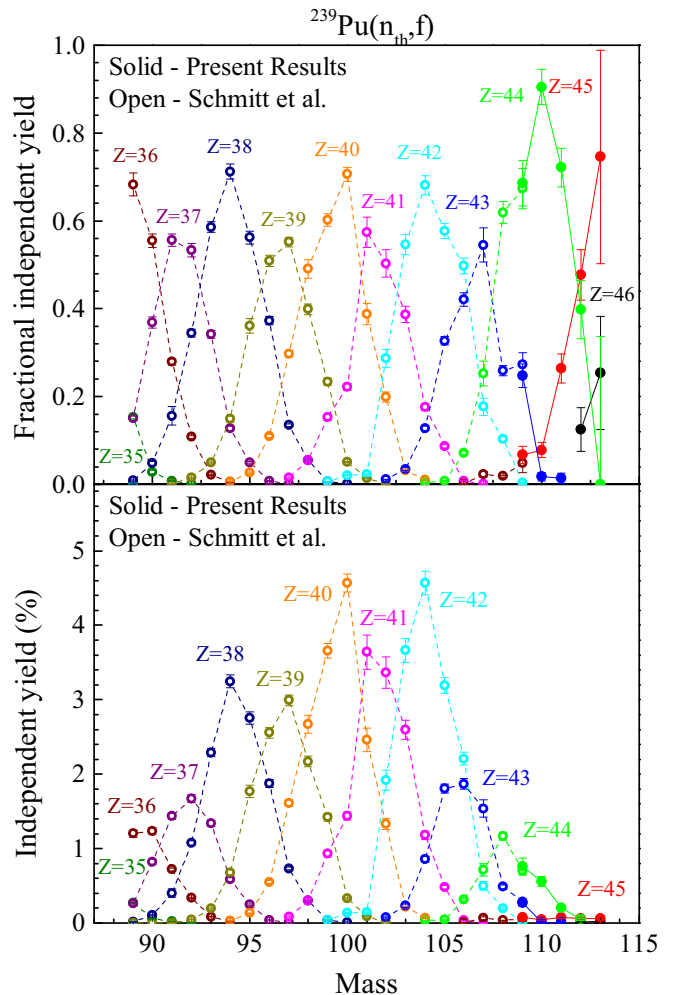 ²³⁹Pu(nₜₕ,f)
1.0
Solid - Present Results
Open - Schmitt et al.
Z=44
Z=45
0.8
Z=36
Z=38
Z=40
Z=42
Z=37
Z=43
0.6
Z=39
Z=41
Fractional independent yield
0.4
Z=46
0.2
Z=35
0.0
Solid - Present Results
Open - Schmitt et al.
5
Z=40
Z=42
4
Z=41
Z=38
Z=39
3
Independent yield (%)
Z=37
2
Z=43
Z=36
Z=44
1
Z=35
Z=45
0
90 95 100 105 110 115
Mass